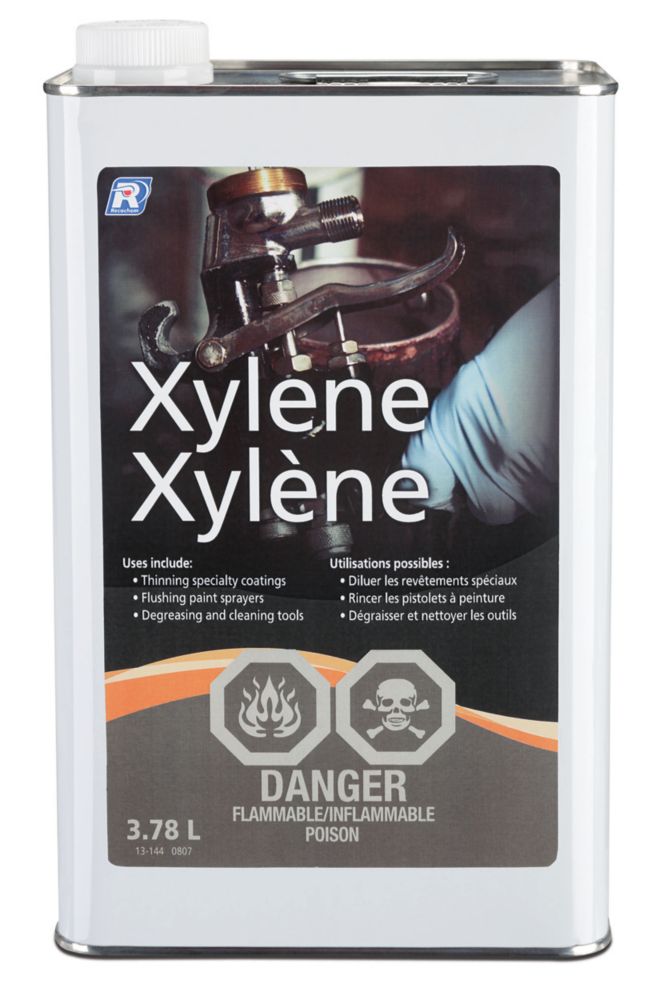 R
Recochem
Xylene
Xylène
Uses include:
• Thinning specialty coatings
• Flushing paint sprayers
• Degreasing and cleaning tools
Utilisations possibles :
• Diluer les revêtements spéciaux
• Rincer les pistolets à peinture
• Dégraisser et nettoyer les outils
DANGER
FLAMMABLE/INFLAMMABLE
POISON
3.78 L
13-144 0807